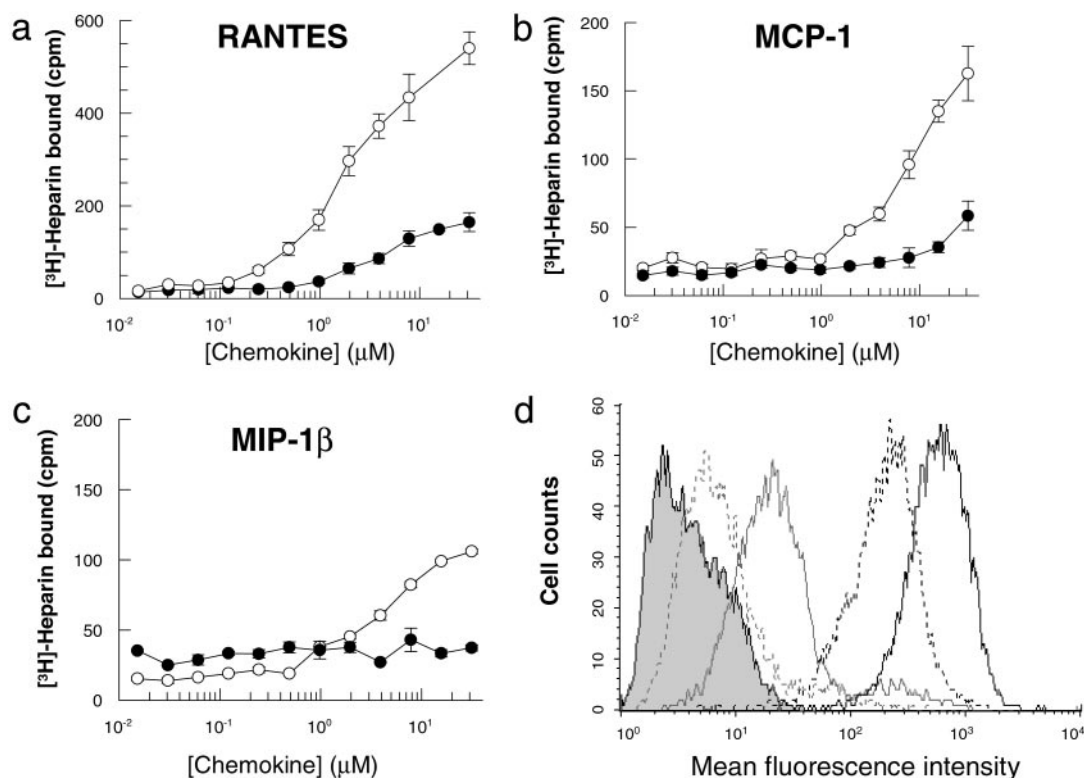 a
RANTES
[³H]-Heparin bound (cpm)
600
400
200
0
10⁻²
10⁻¹
10⁰
10¹
[Chemokine] (µM)
b
MCP-1
[³H]-Heparin bound (cpm)
200
150
100
50
0
10⁻²
10⁻¹
10⁰
10¹
[Chemokine] (µM)
c
MIP-1β
[³H]-Heparin bound (cpm)
200
150
100
50
0
10⁻²
10⁻¹
10⁰
10¹
[Chemokine] (µM)
d
Cell counts
60
50
40
30
20
10
0
10⁰
10¹
10²
10³
10⁴
Mean fluorescence intensity